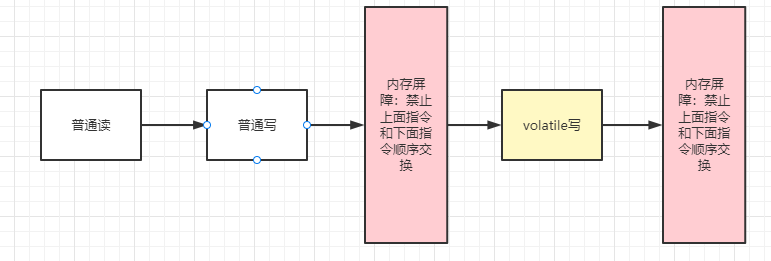 普通读
普通写
内存屏
障：禁止
上面指令
和下面指
令顺序交
换
volatile写
内存屏
障：禁止
上面指令
和下面指
令顺序交
换